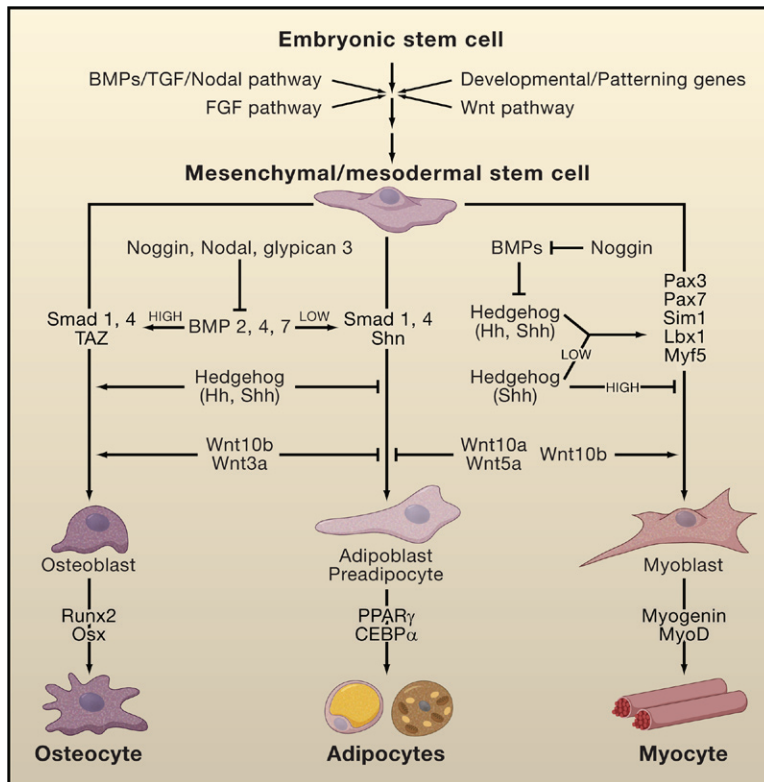 Embryonic stem cell
BMPs/TGF/Nodal pathway
Developmental/Patterning genes
FGF pathway
Wnt pathway
Mesenchymal/mesodermal stem cell
Noggin, Nodal, glypican 3
BMPs
Noggin
Pax3
Pax7
Sim1
Lbx1
Myf5
Smad 1, 4
TAZ
HIGH
BMP 2, 4, 7
LOW
Smad 1, 4
Shn
Hedgehog
(Hh, Shh)
LOW
Hedgehog
(Hh, Shh)
Hedgehog
(Shh)
HIGH
Wnt10b
Wnt3a
Wnt10a
Wnt5a
Wnt10b
Osteoblast
Adipoblast
Preadipocyte
Myoblast
Runx2
Osx
PPARγ
CEBPα
Myogenin
MyoD
Osteocyte
Adipocytes
Myocyte